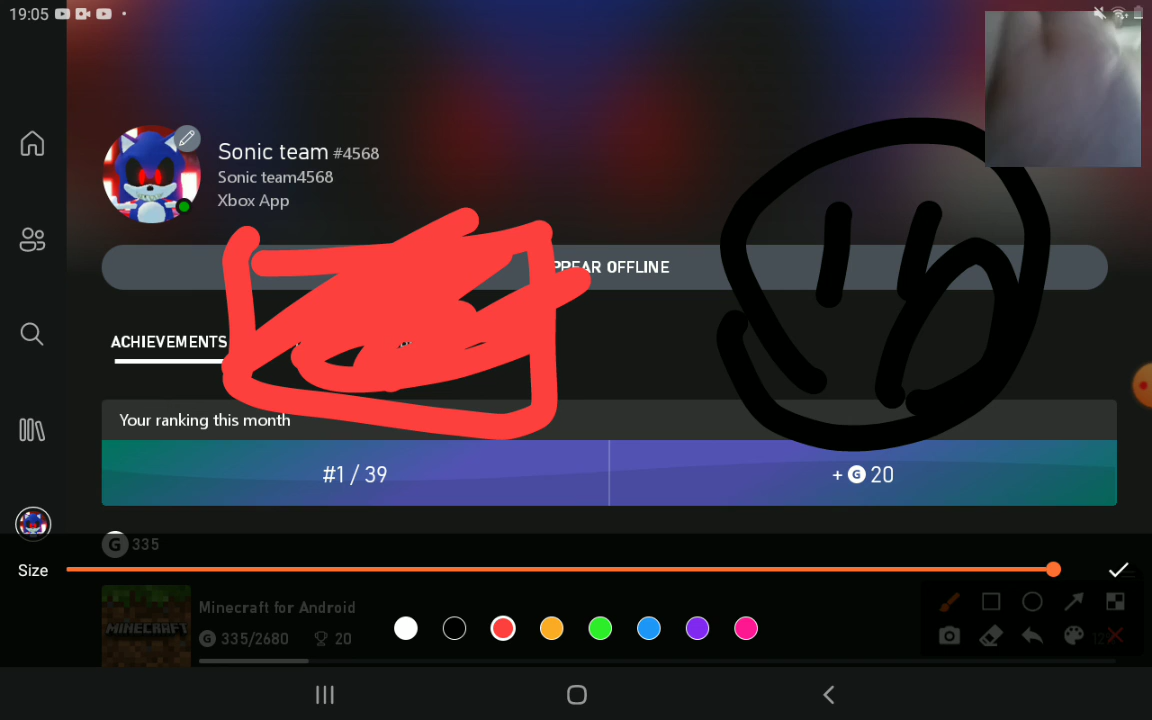 19:05
Sonic team #4568
Sonic team4568
Xbox App
PPEAR OFFLINE
ACHIEVEMENTS
Your ranking this month
#1 / 39
+ G 20
G 335
Size
Minecraft for Android
MINECRAFT
G 335/2680 20